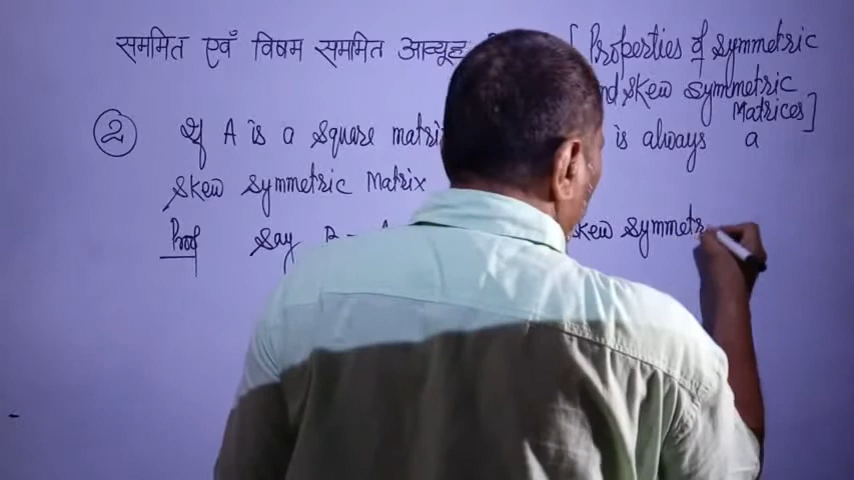 सममित एवँ विषम सममित आव्यूह [Properties of Symmetric
and Skew Symmetric
Matrices]
② If A is a Square matri is always a
Skew Symmetric Matrix
Proof Say B = A Skew Symmetr